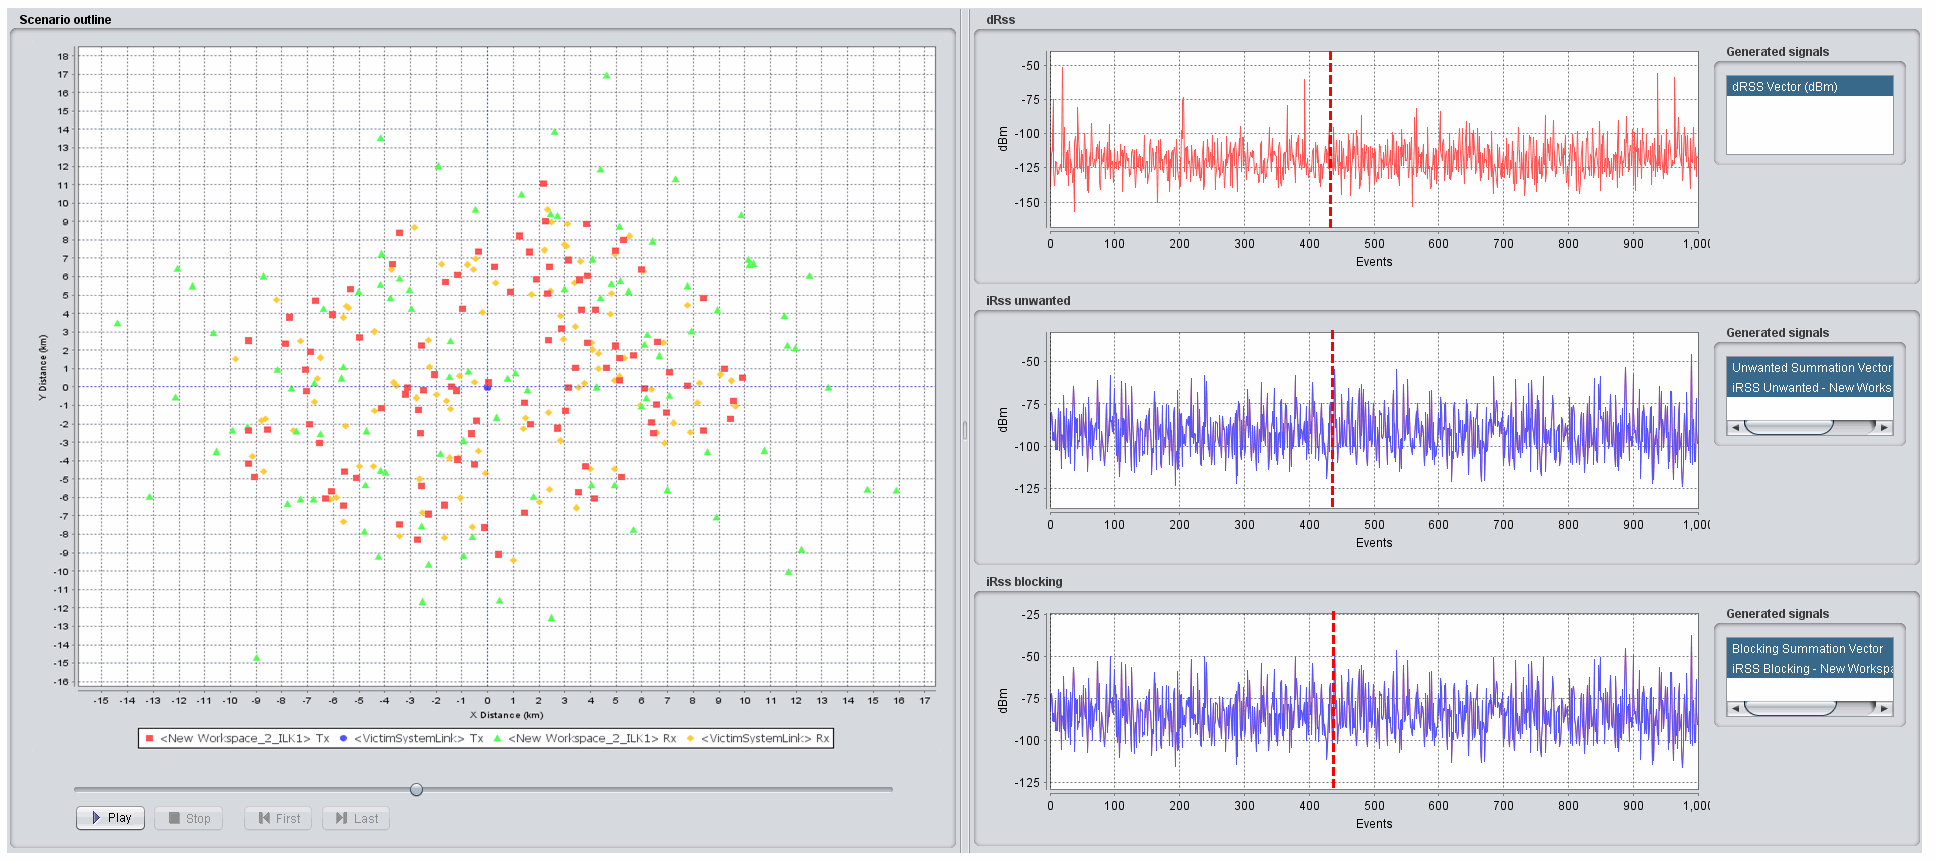 Scenario outline
18
17
16
15
14
13
12
11
10
9
8
7
6
5
4
3
2
1
0
-1
-2
-3
-4
-5
-6
-7
-8
-9
-10
-11
-12
-13
-14
-15
-16
Y Distance (km)
-15 -14 -13 -12 -11 -10 -9 -8 -7 -6 -5 -4 -3 -2 -1 0 1 2 3 4 5 6 7 8 9 10 11 12 13 14 15 16 17
X Distance (km)
<New Workspace_2_ILK1> Tx <VictimSystemLink> Tx <New Workspace_2_ILK1> Rx <VictimSystemLink> Rx
Play Stop First Last
dRss
-50
-75
-100
-125
-150
dBm
0 100 200 300 400 500 600 700 800 900 1,00
Events
Generated signals
dRSS Vector (dBm)
iRss unwanted
-50
-75
-100
-125
dBm
0 100 200 300 400 500 600 700 800 900 1,00
Events
Generated signals
Unwanted Summation Vector
iRSS Unwanted - New Works
iRss blocking
-25
-50
-75
-100
-125
dBm
0 100 200 300 400 500 600 700 800 900 1,00
Events
Generated signals
Blocking Summation Vector
iRSS Blocking - New Workspa